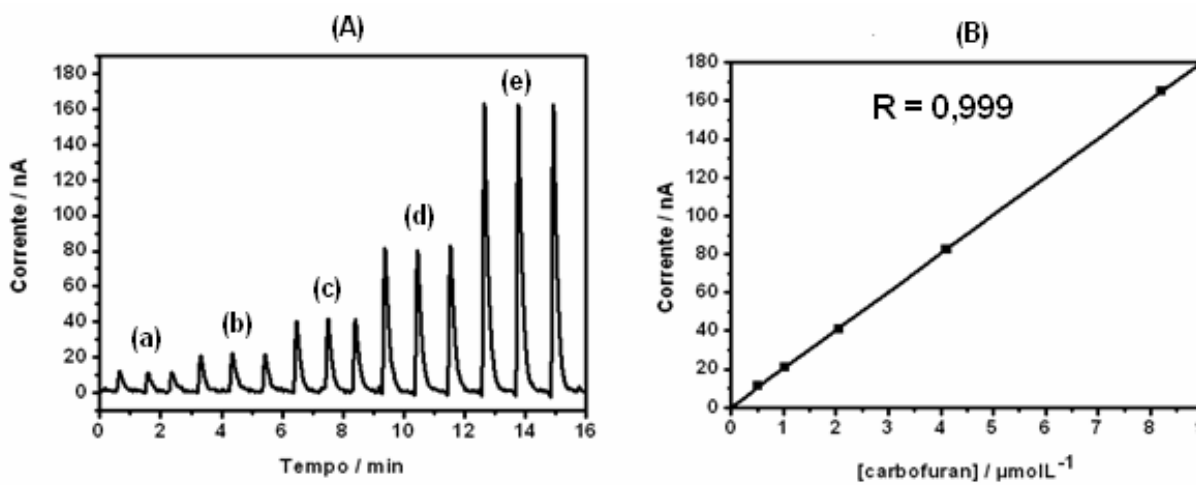 (A)
180
160
140
120
100
80
60
40
20
0
Corrente / nA
(a)
(b)
(c)
(d)
(e)
0 2 4 6 8 10 12 14 16
Tempo / min
(B)
180
160
140
120
100
80
60
40
20
0
Corrente / nA
R = 0,999
0 1 2 3 4 5 6 7 8 9
[carbofuran] / µmolL⁻¹